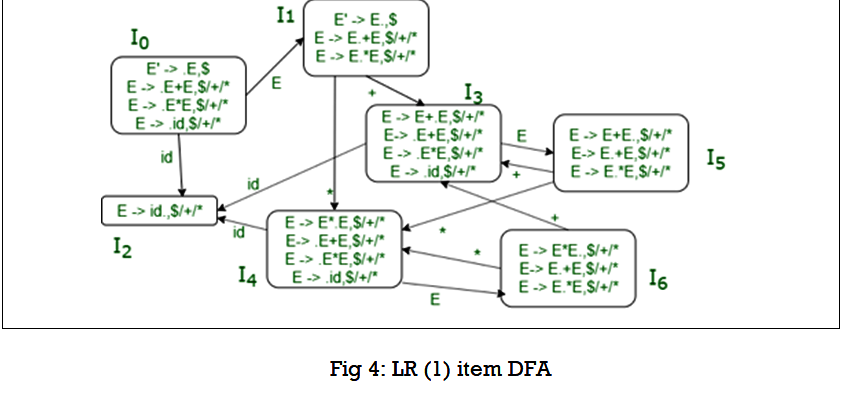 I1
E' -> E.,$
E -> E.+E,$/+/*
E -> E.*E,$/+/*
I0
E' -> .E,$
E -> .E+E,$/+/*
E -> .E*E,$/+/*
E -> .id,$/+/*
E
+
I3
E -> E+.E,$/+/*
E-> .E+E,$/+/*
E -> .E*E,$/+/*
E -> .id,$/+/*
E
+
E -> E+E.,$/+/*
E-> E.+E,$/+/*
E -> E.*E,$/+/*
I5
id
id
*
E -> id.,$/+/*
I2
id
E -> E*.E,$/+/*
E-> .E+E,$/+/*
E -> .E*E,$/+/*
E -> .id,$/+/*
I4
*
+
*
E
E -> E*E.,$/+/*
E-> E.+E,$/+/*
E -> E.*E,$/+/*
I6
Fig 4: LR (1) item DFA